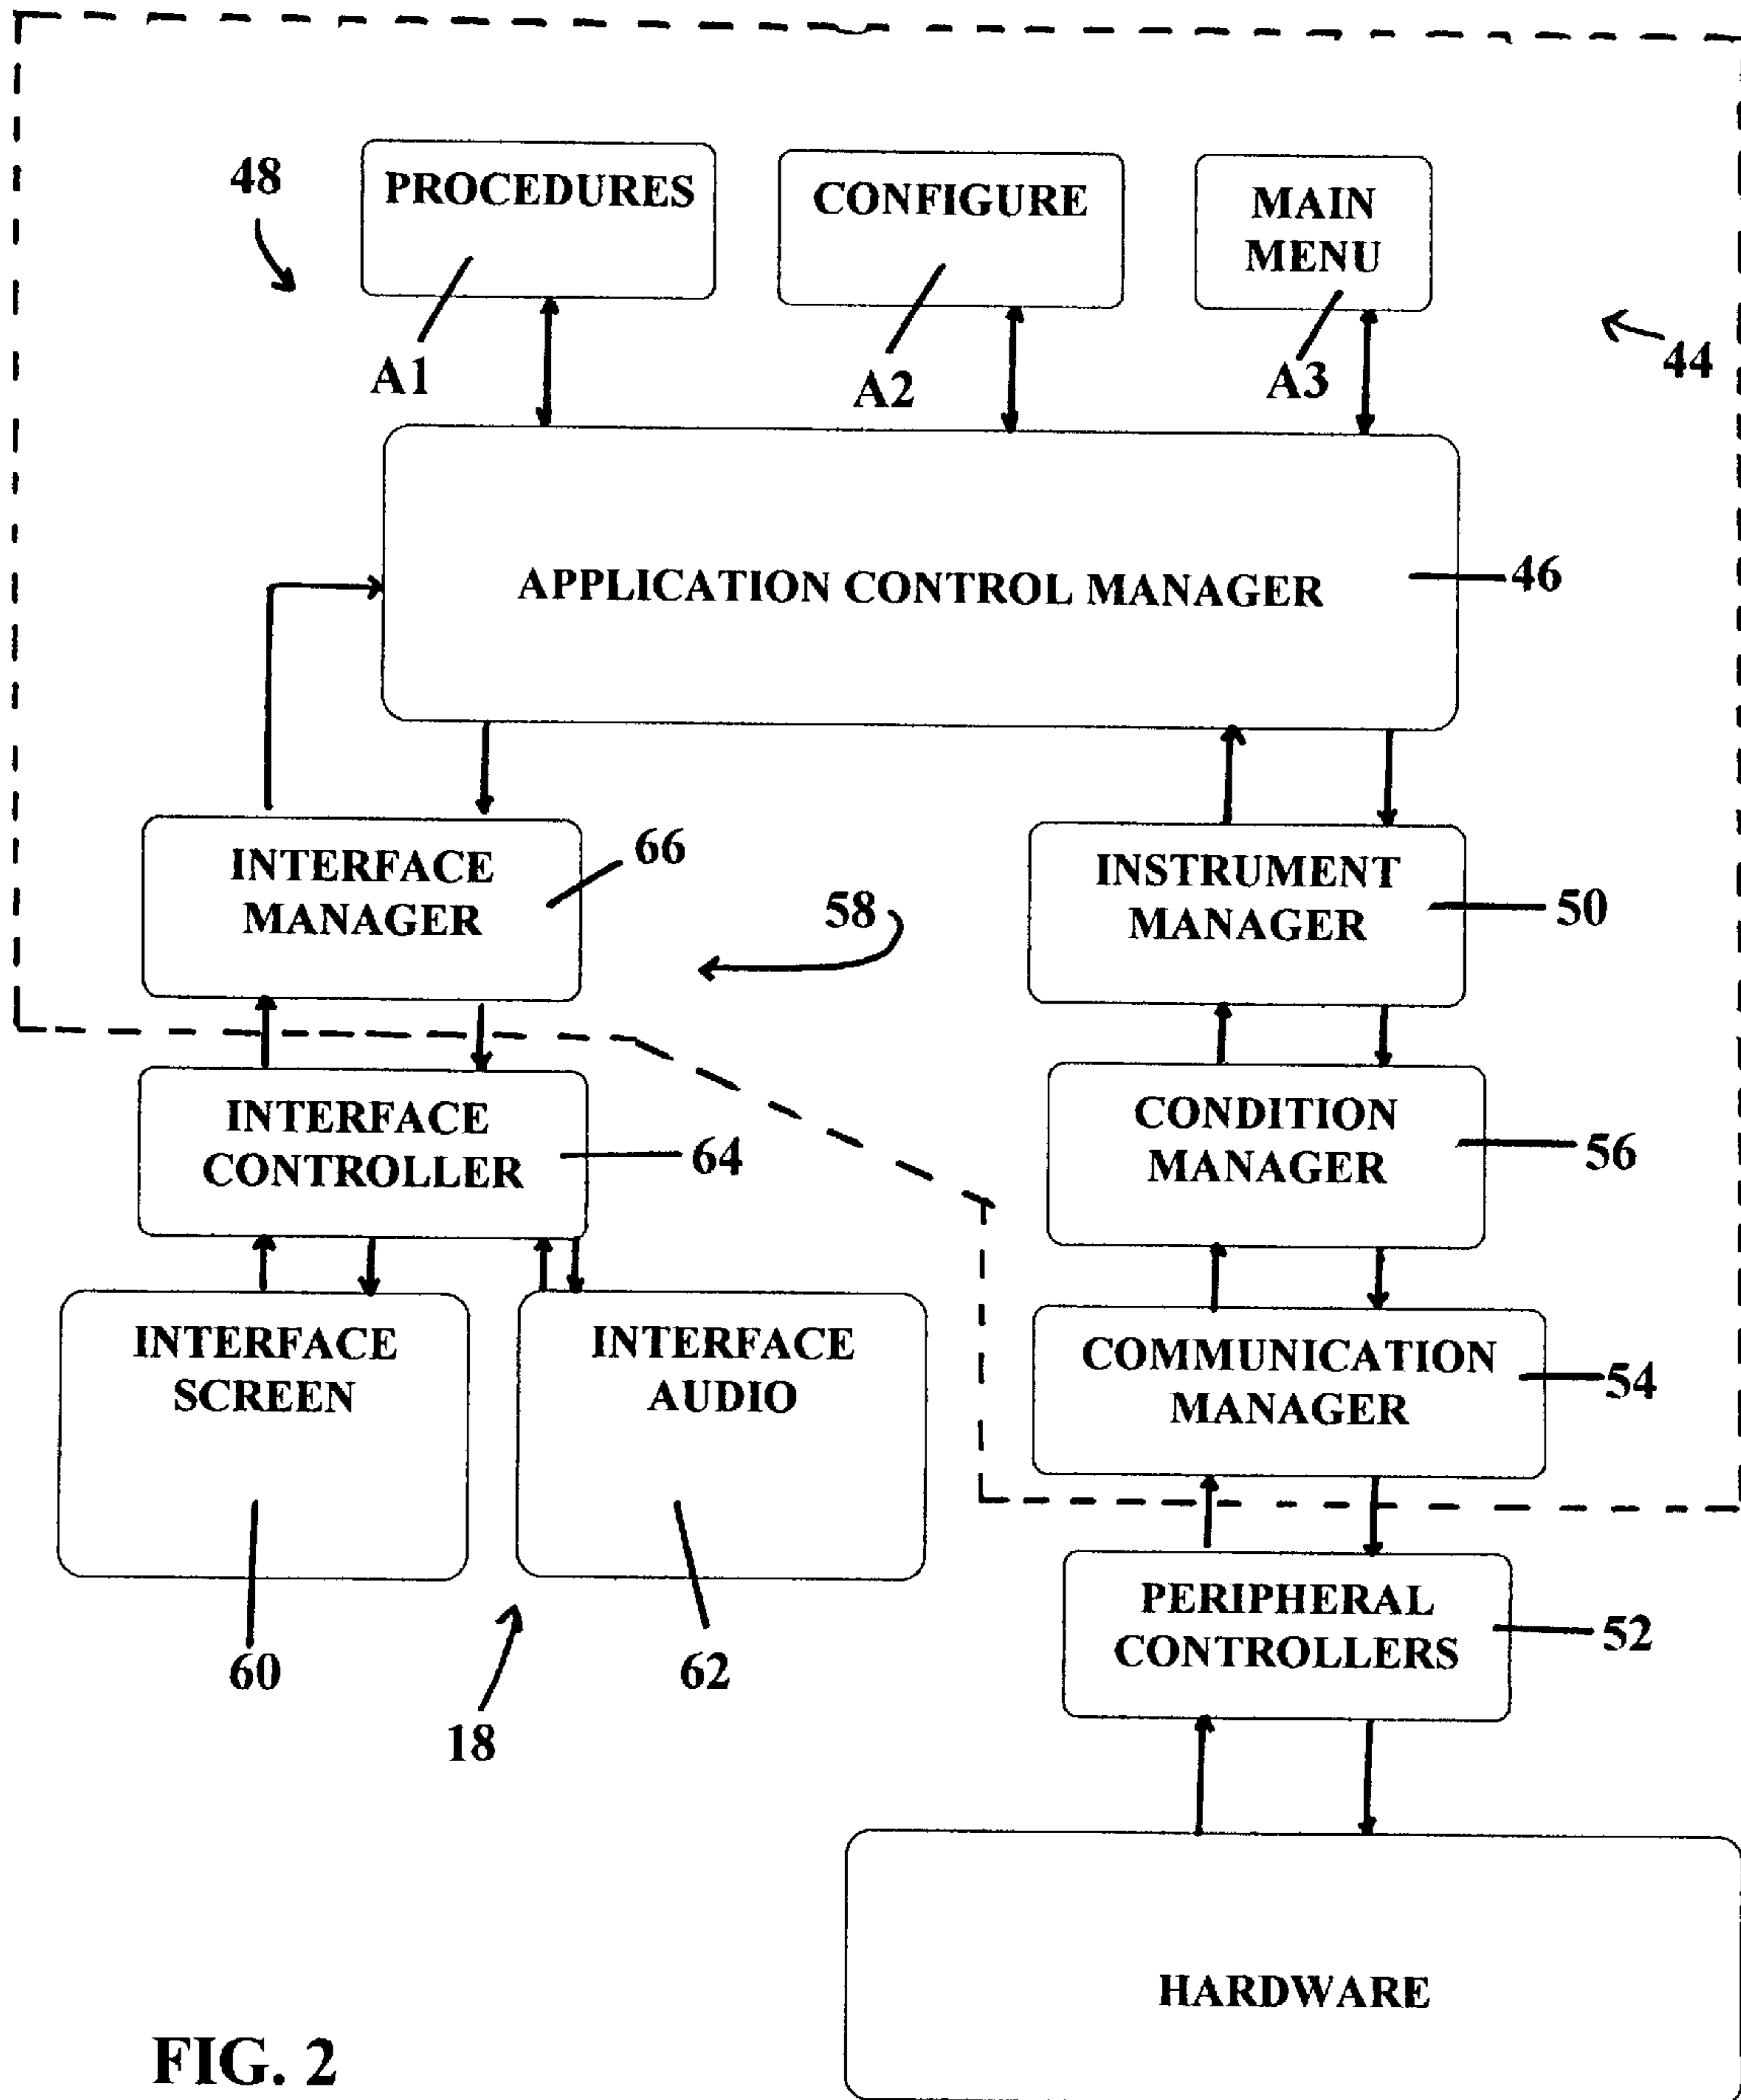 48
PROCEDURES
CONFIGURE
MAIN
MENU
44
A1
A2
A3
APPLICATION CONTROL MANAGER
46
INTERFACE
MANAGER
66
58
INSTRUMENT
MANAGER
50
INTERFACE
CONTROLLER
64
CONDITION
MANAGER
56
INTERFACE
SCREEN
INTERFACE
AUDIO
COMMUNICATION
MANAGER
54
60
62
18
PERIPHERAL
CONTROLLERS
52
HARDWARE
FIG. 2